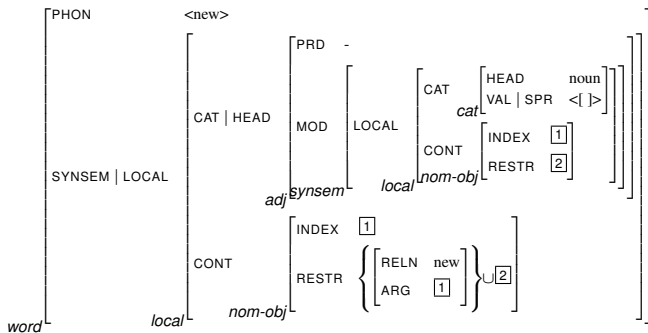 PHON <new>
PRD -
HEAD noun
CAT
VAL | SPR <[ ]>
cat
CAT | HEAD
MOD LOCAL
INDEX 1
CONT
RESTR 2
nom-obj
local
synsem
adj
SYNSEM | LOCAL
INDEX 1
CONT
RELN new
RESTR { } ∪ 2
ARG 1
nom-obj
local
word